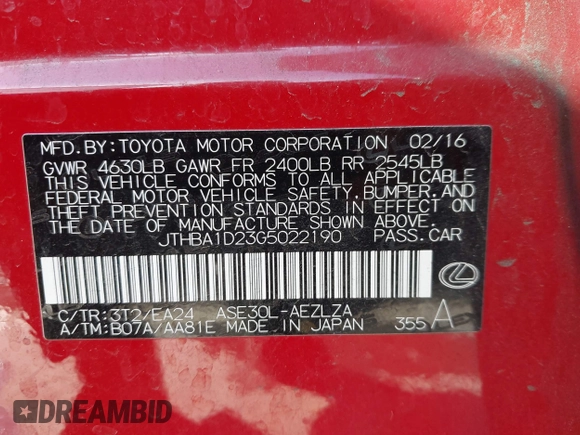 MFD.BY:TOYOTA MOTOR CORPORATION 02/16
GVWR 4630LB GAWR FR 2400LB RR 2545LB
THIS VEHICLE CONFORMS TO ALL APPLICABLE
FEDERAL MOTOR VEHICLE SAFETY,BUMPER,AND
THEFT PREVENTION STANDARDS IN EFFECT ON
THE DATE OF MANUFACTURE SHOWN ABOVE.
JTHBA1D23G5022190 PASS.CAR
C/TR:3T2/EA24 ASE30L-AEZLZA
A/TM:B07A/AA81E MADE IN JAPAN 355A
DREAMBID